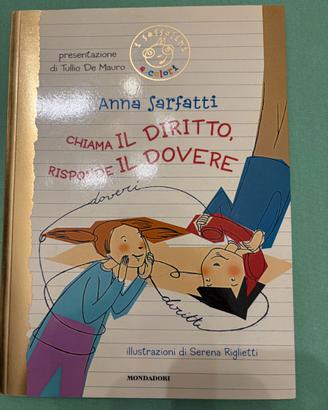 i sassolini
a colori
presentazione
di Tullio De Mauro
Anna Sarfatti
CHIAMA IL DIRITTO,
RISPONDE IL DOVERE
doveri
diritti
illustrazioni di Serena Riglietti
MONDADORI